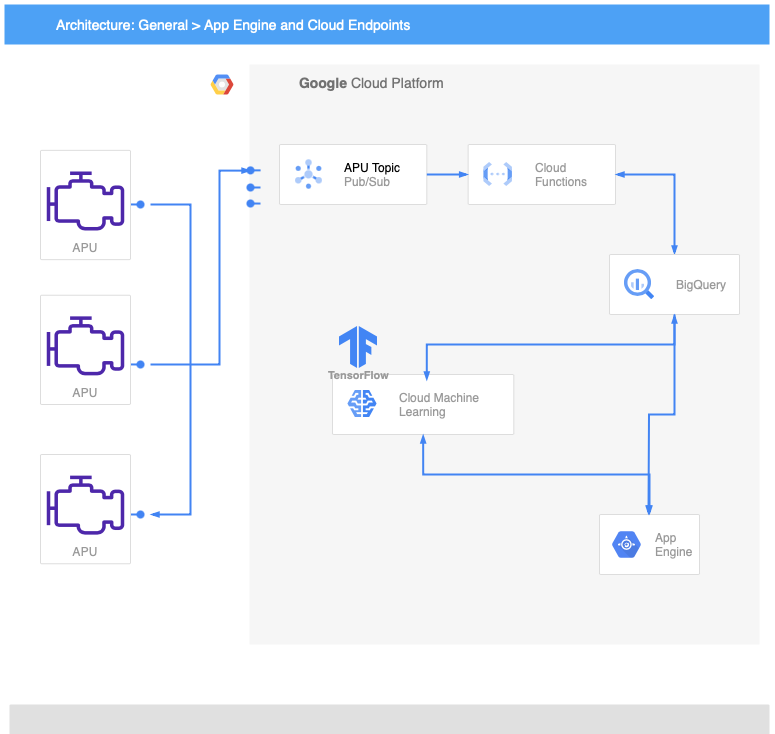 Architecture: General > App Engine and Cloud Endpoints
Google Cloud Platform
APU Topic
Pub/Sub
Cloud
Functions
APU
BigQuery
TensorFlow
APU
Cloud Machine
Learning
App
Engine
APU